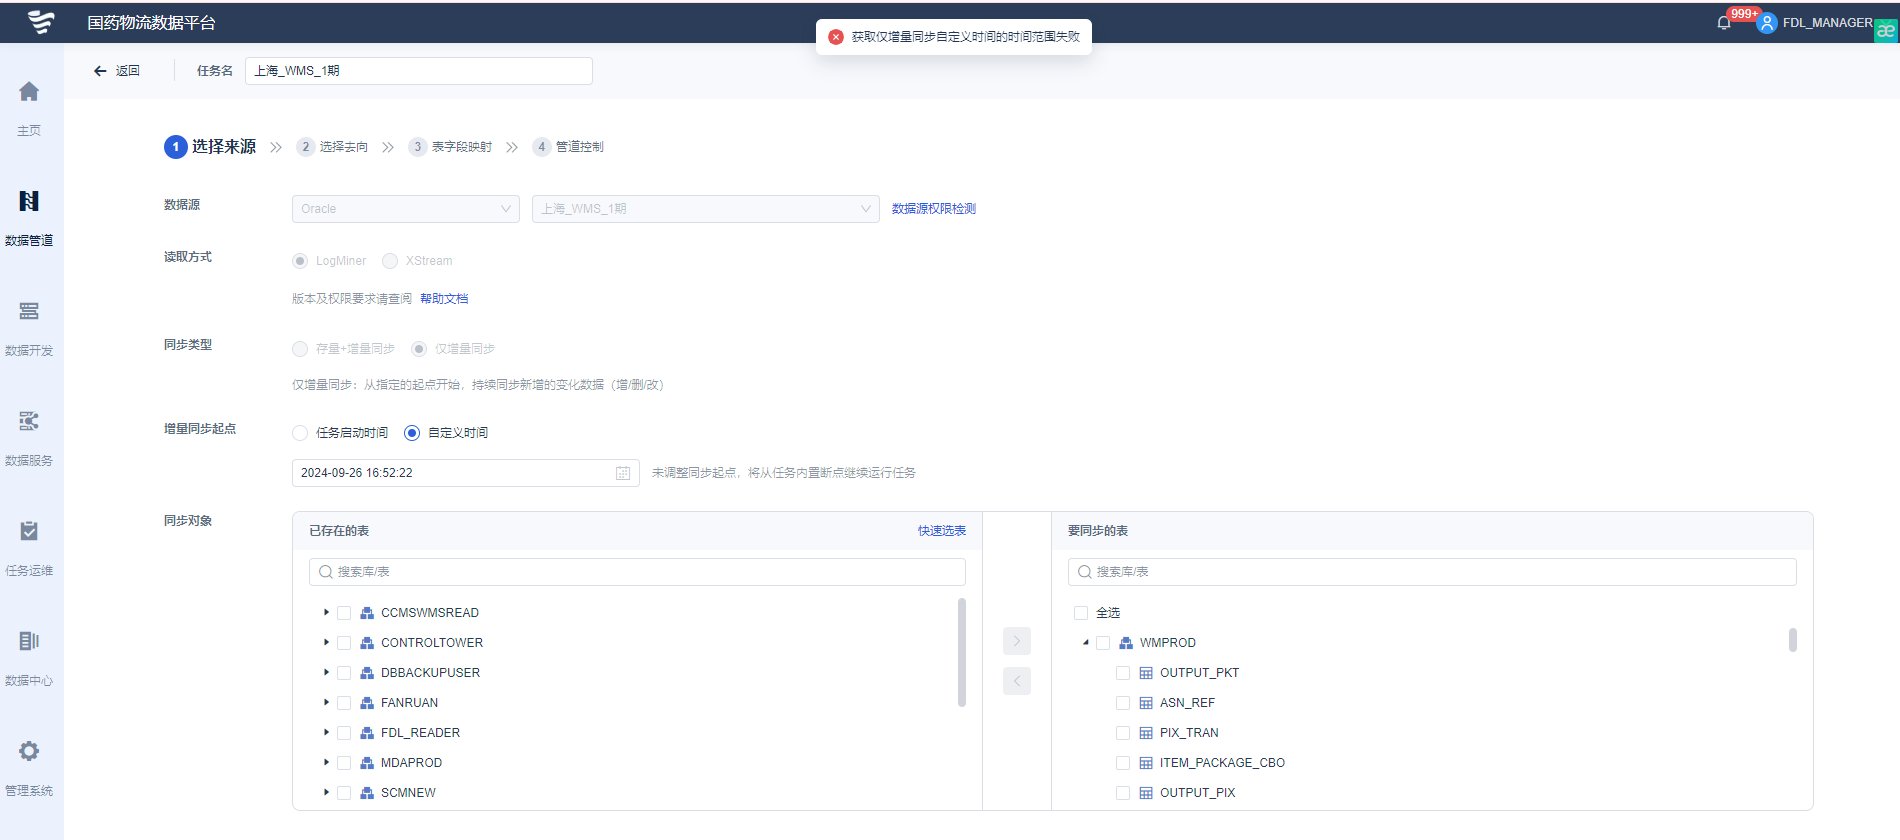 国药物流数据平台
获取仅增量同步自定义时间的时间范围失败
999+
FDL_MANAGER
æ
返回
任务名
上海_WMS_1期
主页
数据管道
数据开发
数据服务
任务运维
数据中心
管理系统
1 选择来源
2 选择去向
3 表字段映射
4 管道控制
数据源
Oracle
上海_WMS_1期
数据源权限检测
读取方式
LogMiner
XStream
版本及权限要求请查阅 帮助文档
同步类型
存量+增量同步
仅增量同步
仅增量同步：从指定的起点开始，持续同步新增的变化数据（增/删/改）
增量同步起点
任务启动时间
自定义时间
2024-09-26 16:52:22
未调整同步起点，将从任务内置断点继续运行任务
同步对象
已存在的表
快速选表
搜索库/表
CCMSWMSREAD
CONTROLTOWER
DBBACKUPUSER
FANRUAN
FDL_READER
MDAPROD
SCMNEW
要同步的表
搜索库/表
全选
WMPROD
OUTPUT_PKT
ASN_REF
PIX_TRAN
ITEM_PACKAGE_CBO
OUTPUT_PIX